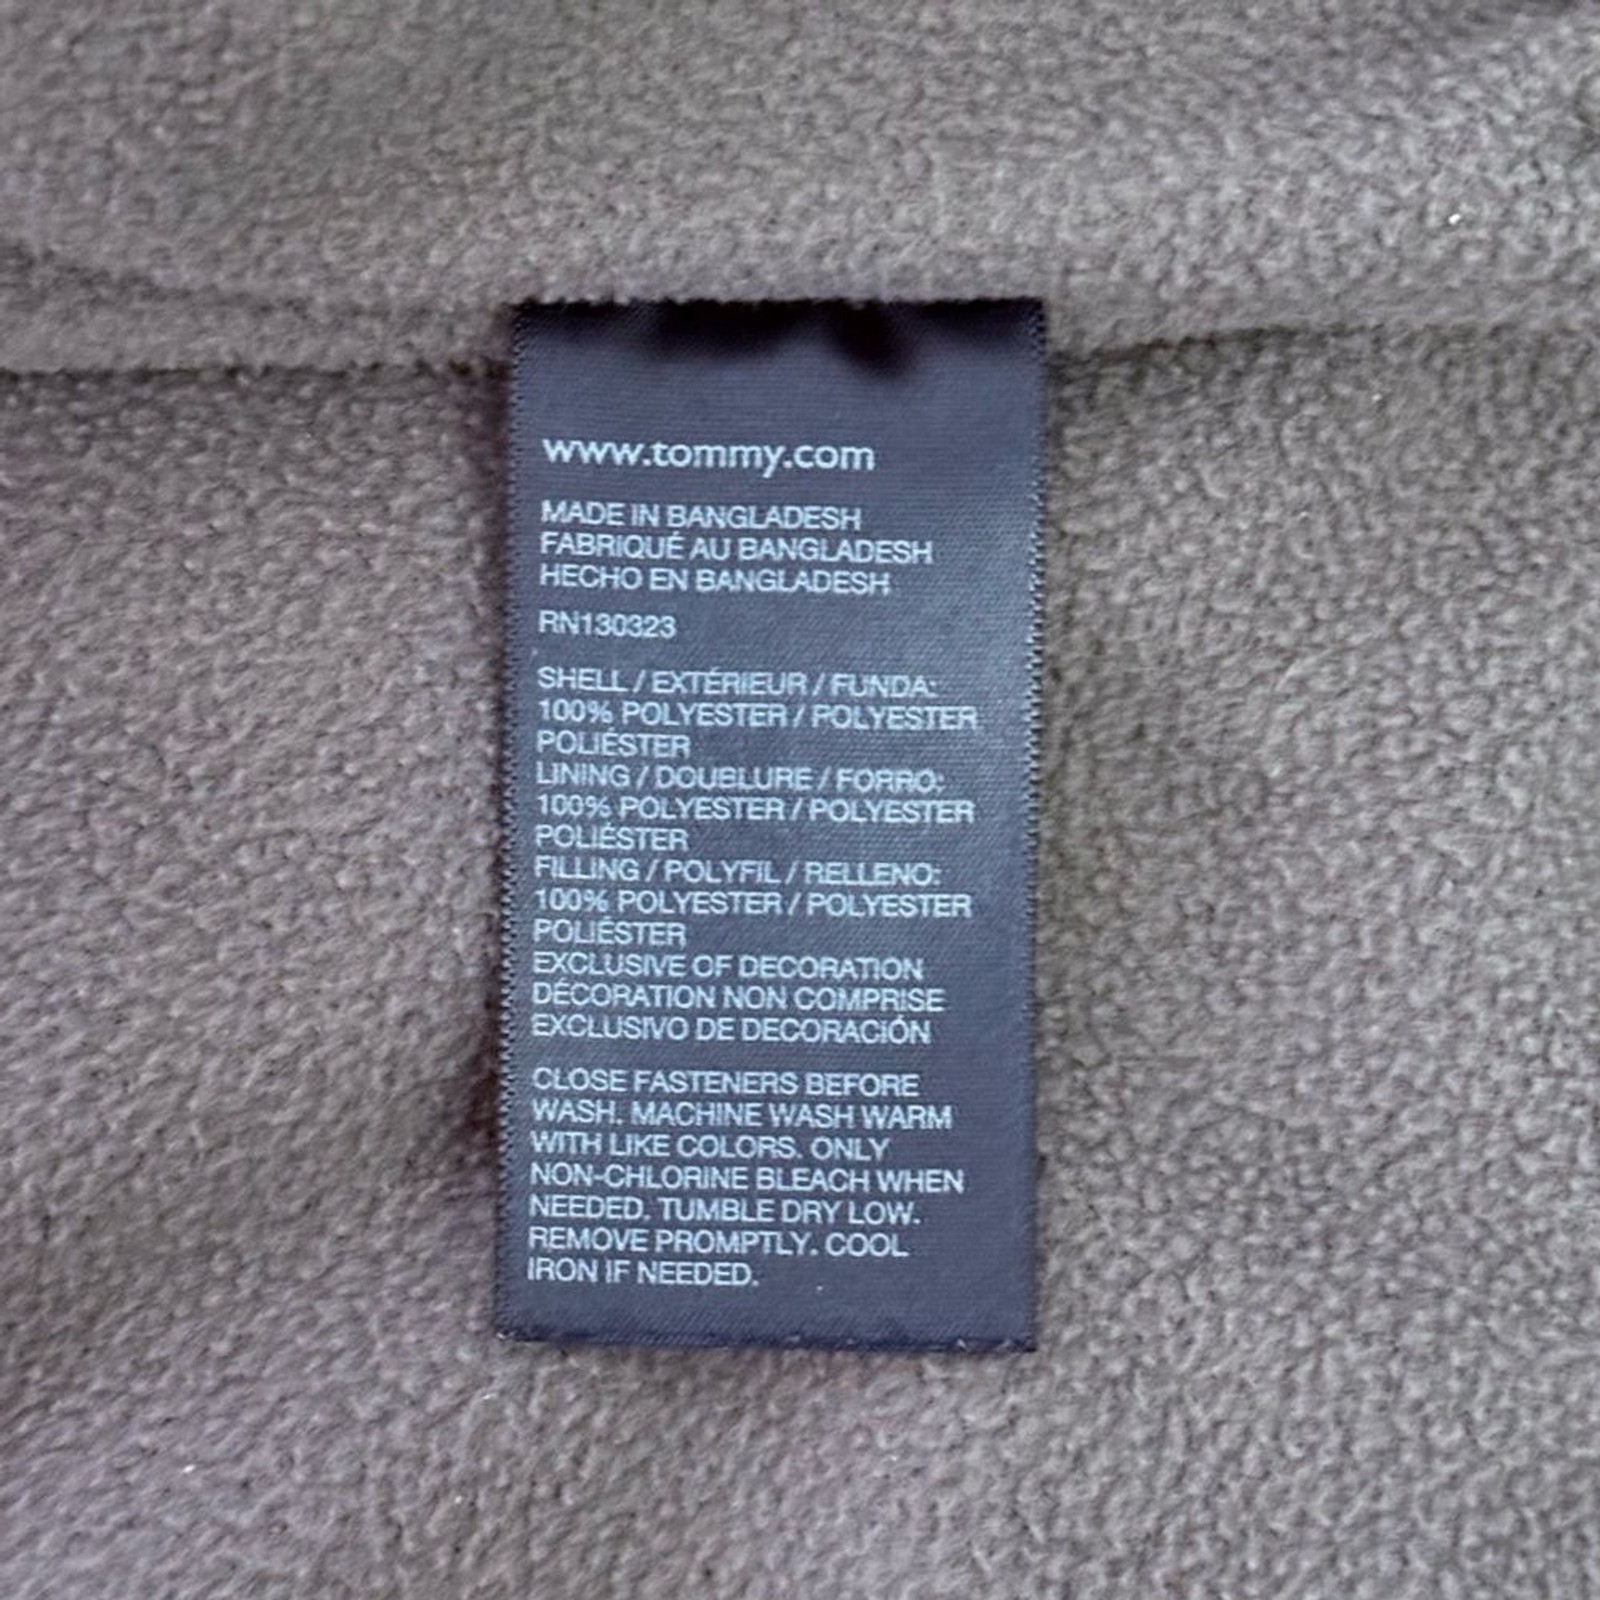 www.tommy.com
MADE IN BANGLADESH
FABRIQUÉ AU BANGLADESH
HECHO EN BANGLADESH
RN130323
SHELL / EXTÉRIEUR / FUNDA:
100% POLYESTER / POLYESTER
POLIÉSTER
LINING / DOUBLURE / FORRO:
100% POLYESTER / POLYESTER
POLIÉSTER
FILLING / POLYFIL / RELLENO:
100% POLYESTER / POLYESTER
POLIÉSTER
EXCLUSIVE OF DECORATION
DÉCORATION NON COMPRISE
EXCLUSIVO DE DECORACIÓN
CLOSE FASTENERS BEFORE
WASH. MACHINE WASH WARM
WITH LIKE COLORS. ONLY
NON-CHLORINE BLEACH WHEN
NEEDED. TUMBLE DRY LOW.
REMOVE PROMPTLY. COOL
IRON IF NEEDED.